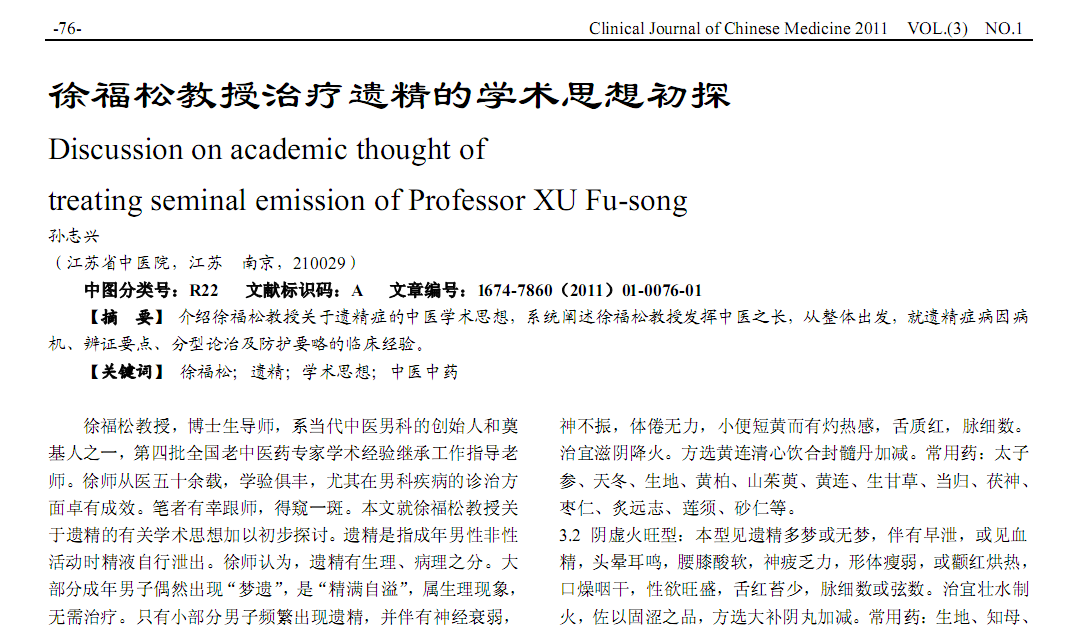 -76-
Clinical Journal of Chinese Medicine 2011 VOL.(3) NO.1
徐福松教授治疗遗精的学术思想初探
Discussion on academic thought of
treating seminal emission of Professor XU Fu-song
孙志兴
（江苏省中医院，江苏 南京，210029）
中图分类号：R22 文献标识码：A 文章编号：1674-7860（2011）01-0076-01
【摘 要】 介绍徐福松教授关于遗精症的中医学术思想，系统阐述徐福松教授发挥中医之长，从整体出发，就遗精症病因病
机、辨证要点、分型论治及防护要略的临床经验。
【关键词】 徐福松；遗精；学术思想；中医中药
徐福松教授，博士生导师，系当代中医男科的创始人和奠
基人之一，第四批全国老中医药专家学术经验继承工作指导老
师。徐师从医五十余载，学验俱丰，尤其在男科疾病的诊治方
面卓有成效。笔者有幸跟师，得窥一斑。本文就徐福松教授关
于遗精的有关学术思想加以初步探讨。遗精是指成年男性非性
活动时精液自行泄出。徐师认为，遗精有生理、病理之分。大
部分成年男子偶然出现“梦遗”，是“精满自溢”，属生理现象，
无需治疗。只有小部分男子频繁出现遗精，并伴有神经衰弱，
神不振，体倦无力，小便短黄而有灼热感，舌质红，脉细数。
治宜滋阴降火。方选黄连清心饮合封髓丹加减。常用药：太子
参、天冬、生地、黄柏、山茱萸、黄连、生甘草、当归、茯神、
枣仁、炙远志、莲须、砂仁等。
3.2 阴虚火旺型：本型见遗精多梦或无梦，伴有早泄，或见血
精，头晕耳鸣，腰膝酸软，神疲乏力，形体瘦弱，或颧红烘热，
口燥咽干，性欲旺盛，舌红苔少，脉细数或弦数。治宜壮水制
火，佐以固涩之品，方选大补阴丸加减。常用药：生地、知母、